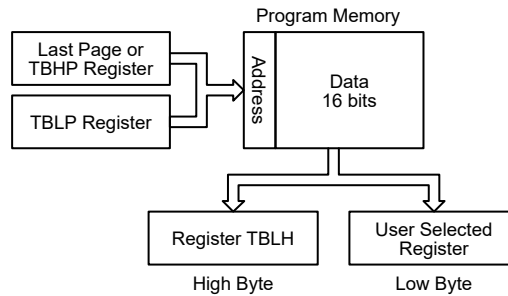 Program Memory
Last Page or
TBHP Register
TBLP Register
Address
Data
16 bits
Register TBLH
User Selected
Register
High Byte
Low Byte